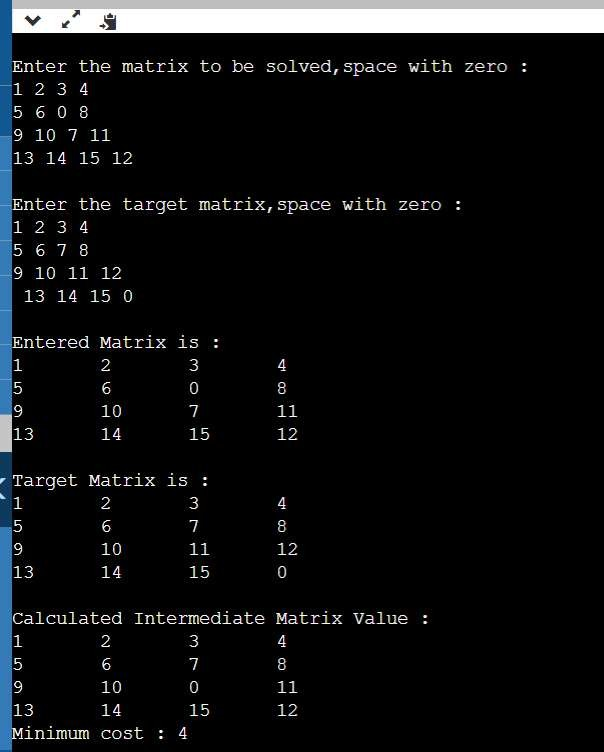 Enter the matrix to be solved,space with zero :
1 2 3 4
5 6 0 8
9 10 7 11
13 14 15 12
Enter the target matrix,space with zero :
1 2 3 4
5 6 7 8
9 10 11 12
13 14 15 0
Entered Matrix is :
1 2 3 4
5 6 0 8
9 10 7 11
13 14 15 12
Target Matrix is :
1 2 3 4
5 6 7 8
9 10 11 12
13 14 15 0
Calculated Intermediate Matrix Value :
1 2 3 4
5 6 7 8
9 10 0 11
13 14 15 12
Minimum cost : 4